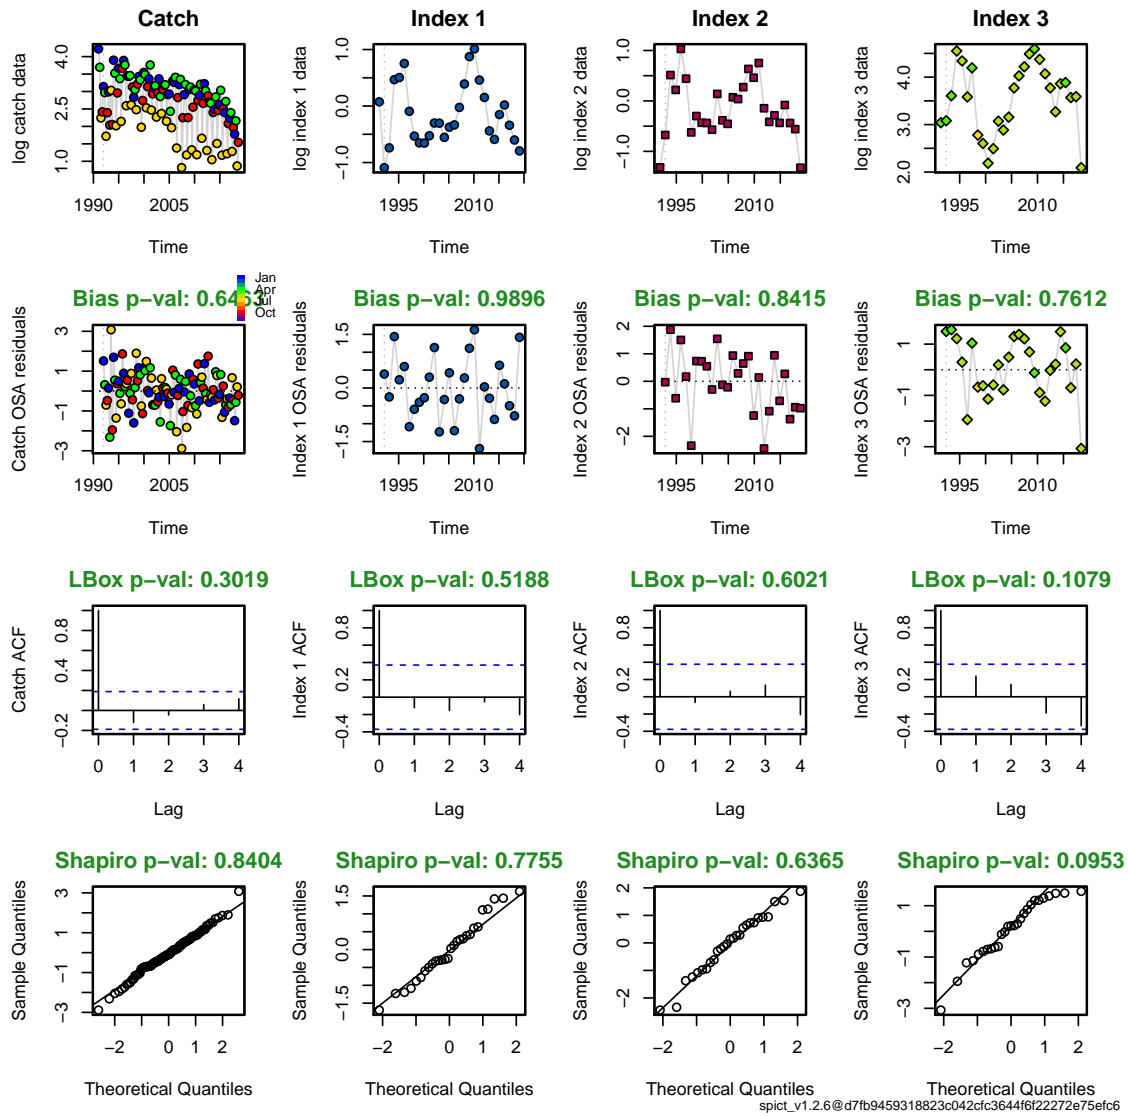 Catch
Index 1
Index 2
Index 3
log catch data
1.0 2.5 4.0
1990 2005
Time
log index 1 data
−1.0 0.0 1.0
1995 2010
Time
log index 2 data
−1.0 0.0 1.0
1995 2010
Time
log index 3 data
2.0 3.0 4.0
1995 2010
Time
Bias p−val: 0.6463
Jan
Apr
Jul
Oct
Catch OSA residuals
−3 −1 1 3
1990 2005
Time
Bias p−val: 0.9896
Index 1 OSA residuals
−1.5 0.0 1.5
1995 2010
Time
Bias p−val: 0.8415
Index 2 OSA residuals
−2 0 1 2
1995 2010
Time
Bias p−val: 0.7612
Index 3 OSA residuals
−3 −1 1
1995 2010
Time
LBox p−val: 0.3019
Catch ACF
−0.2 0.4 0.8
0 1 2 3 4
Lag
LBox p−val: 0.5188
Index 1 ACF
−0.4 0.2 0.8
0 1 2 3 4
Lag
LBox p−val: 0.6021
Index 2 ACF
−0.4 0.2 0.8
0 1 2 3 4
Lag
LBox p−val: 0.1079
Index 3 ACF
−0.4 0.2 0.8
0 1 2 3 4
Lag
Shapiro p−val: 0.8404
Sample Quantiles
−3 −1 1 3
−2 0 1 2
Theoretical Quantiles
Shapiro p−val: 0.7755
Sample Quantiles
−1.5 0.0 1.5
−2 0 1 2
Theoretical Quantiles
Shapiro p−val: 0.6365
Sample Quantiles
−2 0 1 2
−2 0 1 2
Theoretical Quantiles
Shapiro p−val: 0.0953
Sample Quantiles
−3 −1 1
−2 0 1 2
Theoretical Quantiles
spict_v1.2.6@d7fb9459318823c042cfc3644f6f22272e75efc6